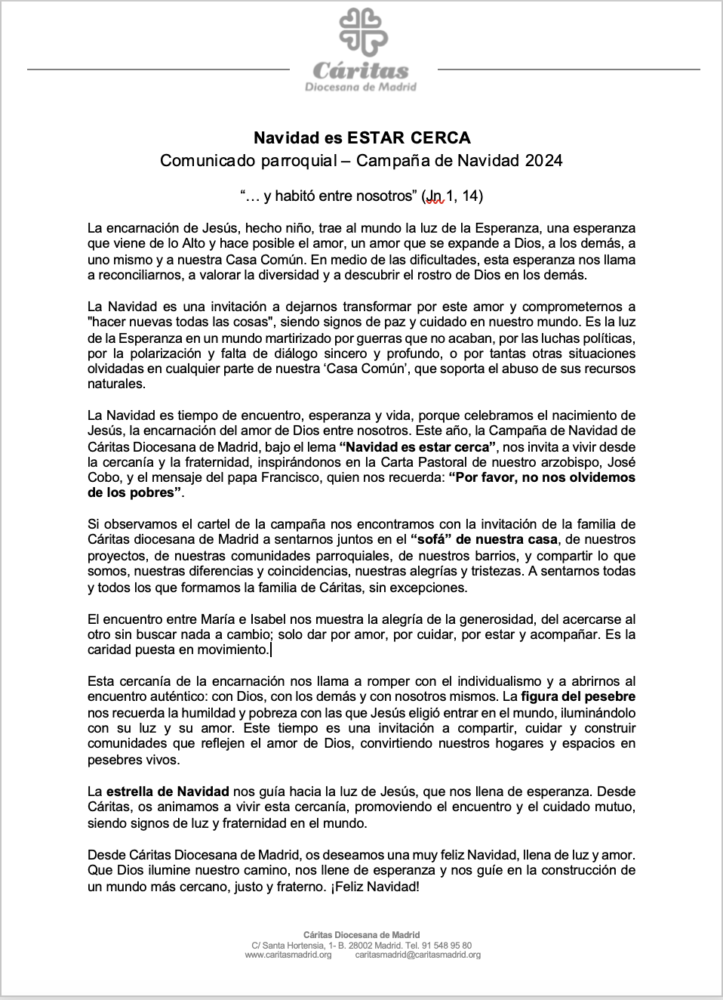 Cáritas
Diocesana de Madrid
Navidad es ESTAR CERCA
Comunicado parroquial – Campaña de Navidad 2024
“… y habitó entre nosotros” (Jn 1, 14)
La encarnación de Jesús, hecho niño, trae al mundo la luz de la Esperanza, una esperanza
que viene de lo Alto y hace posible el amor, un amor que se expande a Dios, a los demás, a
uno mismo y a nuestra Casa Común. En medio de las dificultades, esta esperanza nos llama
a reconciliarnos, a valorar la diversidad y a descubrir el rostro de Dios en los demás.
La Navidad es una invitación a dejarnos transformar por este amor y comprometernos a
"hacer nuevas todas las cosas", siendo signos de paz y cuidado en nuestro mundo. Es la luz
de la Esperanza en un mundo martirizado por guerras que no acaban, por las luchas políticas,
por la polarización y falta de diálogo sincero y profundo, o por tantas otras situaciones
olvidadas en cualquier parte de nuestra ‘Casa Común’, que soporta el abuso de sus recursos
naturales.
La Navidad es tiempo de encuentro, esperanza y vida, porque celebramos el nacimiento de
Jesús, la encarnación del amor de Dios entre nosotros. Este año, la Campaña de Navidad de
Cáritas Diocesana de Madrid, bajo el lema “Navidad es estar cerca”, nos invita a vivir desde
la cercanía y la fraternidad, inspirándonos en la Carta Pastoral de nuestro arzobispo, José
Cobo, y el mensaje del papa Francisco, quien nos recuerda: “Por favor, no nos olvidemos
de los pobres”.
Si observamos el cartel de la campaña nos encontramos con la invitación de la familia de
Cáritas diocesana de Madrid a sentarnos juntos en el “sofá” de nuestra casa, de nuestros
proyectos, de nuestras comunidades parroquiales, de nuestros barrios, y compartir lo que
somos, nuestras diferencias y coincidencias, nuestras alegrías y tristezas. A sentarnos todas
y todos los que formamos la familia de Cáritas, sin excepciones.
El encuentro entre María e Isabel nos muestra la alegría de la generosidad, del acercarse al
otro sin buscar nada a cambio; solo dar por amor, por cuidar, por estar y acompañar. Es la
caridad puesta en movimiento.
Esta cercanía de la encarnación nos llama a romper con el individualismo y a abrirnos al
encuentro auténtico: con Dios, con los demás y con nosotros mismos. La figura del pesebre
nos recuerda la humildad y pobreza con las que Jesús eligió entrar en el mundo, iluminándolo
con su luz y su amor. Este tiempo es una invitación a compartir, cuidar y construir
comunidades que reflejen el amor de Dios, convirtiendo nuestros hogares y espacios en
pesebres vivos.
La estrella de Navidad nos guía hacia la luz de Jesús, que nos llena de esperanza. Desde
Cáritas, os animamos a vivir esta cercanía, promoviendo el encuentro y el cuidado mutuo,
siendo signos de luz y fraternidad en el mundo.
Desde Cáritas Diocesana de Madrid, os deseamos una muy feliz Navidad, llena de luz y amor.
Que Dios ilumine nuestro camino, nos llene de esperanza y nos guíe en la construcción de
un mundo más cercano, justo y fraterno. ¡Feliz Navidad!
Cáritas Diocesana de Madrid
C/ Santa Hortensia, 1- B. 28002 Madrid. Tel. 91 548 95 80
www.caritasmadrid.org caritasmadrid@caritasmadrid.org